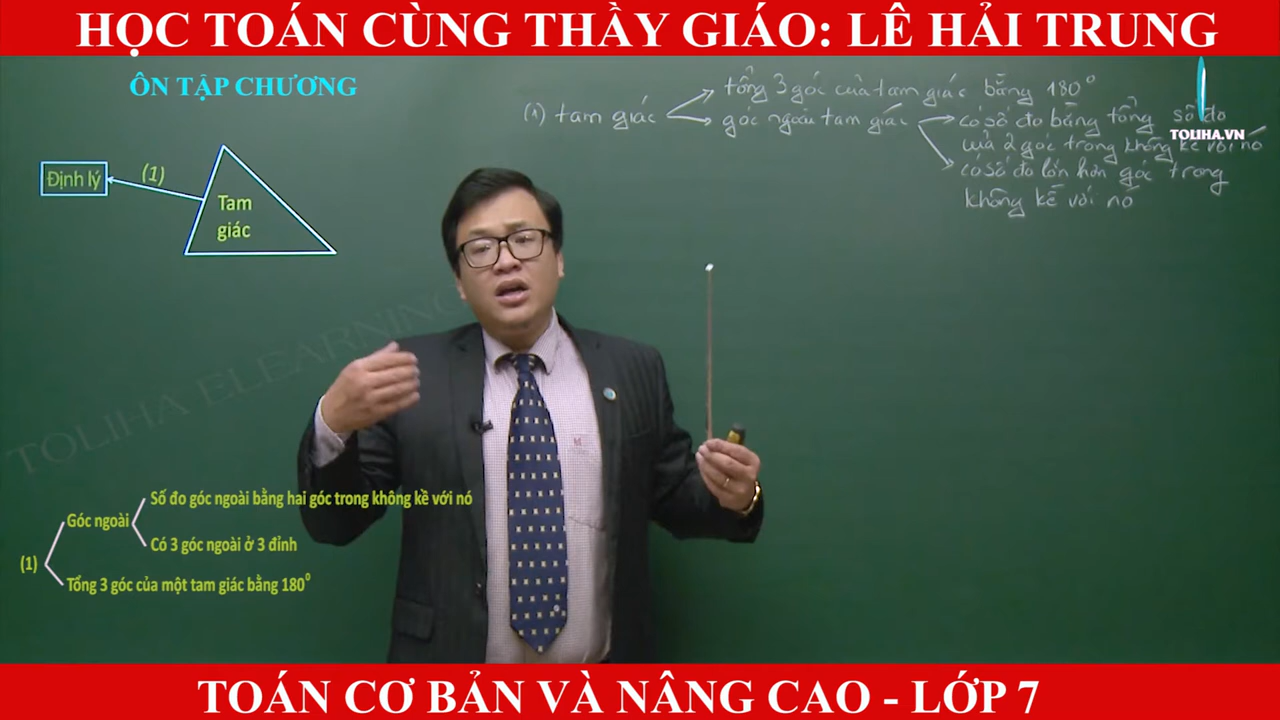 HỌC TOÁN CÙNG THẦY GIÁO: LÊ HẢI TRUNG
ÔN TẬP CHƯƠNG
TOLIHA.VN
Định lý
(1)
Tam
giác
(1) tam giác
tổng 3 góc của tam giác bằng 180°
góc ngoài tam giác
có số đo bằng tổng số đo
của 2 góc trong không kề với nó
có số đo lớn hơn góc trong
không kề với nó
TOLIHA ELEARNING
(1)
Góc ngoài
Số đo góc ngoài bằng hai góc trong không kề với nó
Có 3 góc ngoài ở 3 đỉnh
Tổng 3 góc của một tam giác bằng 180⁰
TOÁN CƠ BẢN VÀ NÂNG CAO - LỚP 7